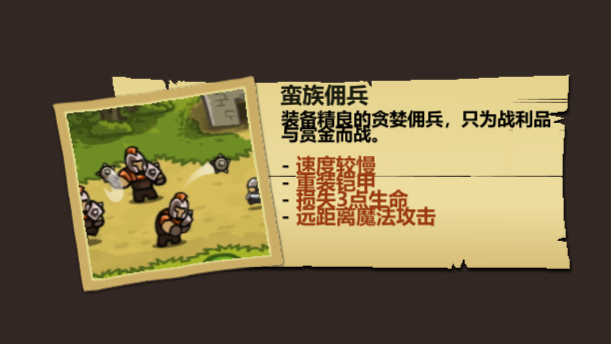 蛮族佣兵
装备精良的贪婪佣兵，只为战利品
与赏金而战。
- 速度较慢
- 重装铠甲
- 损失3点生命
- 远距离魔法攻击